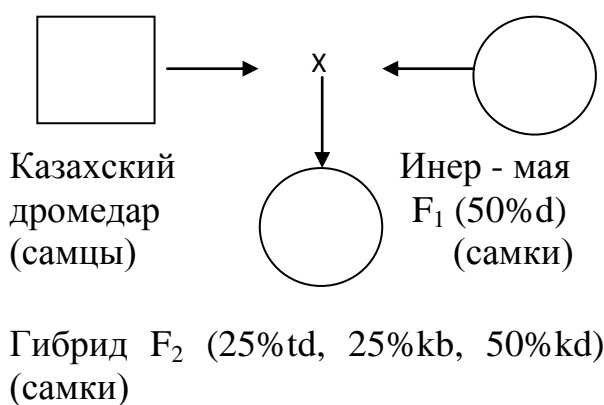 X
Казахский дромедар (самцы)
Инер - мая F₁ (50%d) (самки)
Гибрид F₂ (25%td, 25%kb, 50%kd)
(самки)